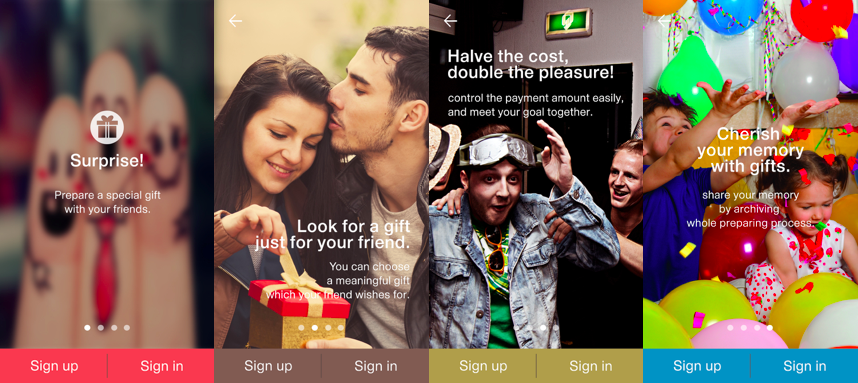 Surprise!
Prepare a special gift
with your friends.
Sign up
Sign in
Look for a gift
just for your friend.
You can choose
a meaningful gift
which your friend wishes for.
Sign up
Sign in
Halve the cost,
double the pleasure!
control the payment amount easily,
and meet your goal together.
Sign up
Sign in
Cherish
your memory
with gifts.
share your memory
by archiving
whole preparing process.
Sign up
Sign in